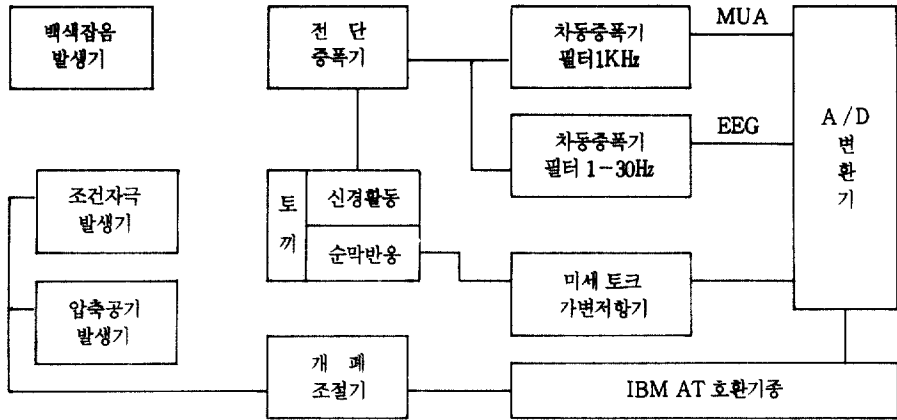 백색잡음
발생기
전 단
증폭기
차동증폭기
필터1KHz
MUA
차동증폭기
필터 1-30Hz
EEG
A/D
변
환
기
조건자극
발생기
토
끼
신경활동
순막반응
압축공기
발생기
미세 토크
가변저항기
개 폐
조절기
IBM AT 호환기종